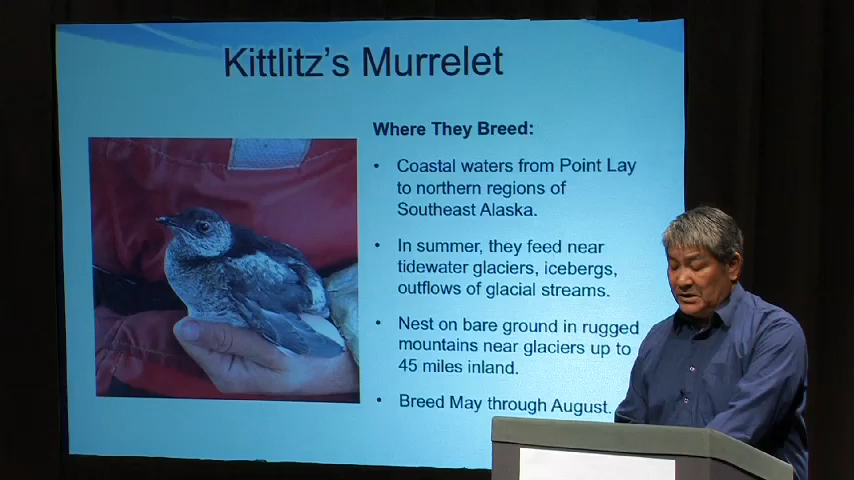 Kittlitz's Murrelet
Where They Breed:
• Coastal waters from Point Lay
to northern regions of
Southeast Alaska.
• In summer, they feed near
tidewater glaciers, icebergs,
outflows of glacial streams.
• Nest on bare ground in rugged
mountains near glaciers up to
45 miles inland.
• Breed May through August.